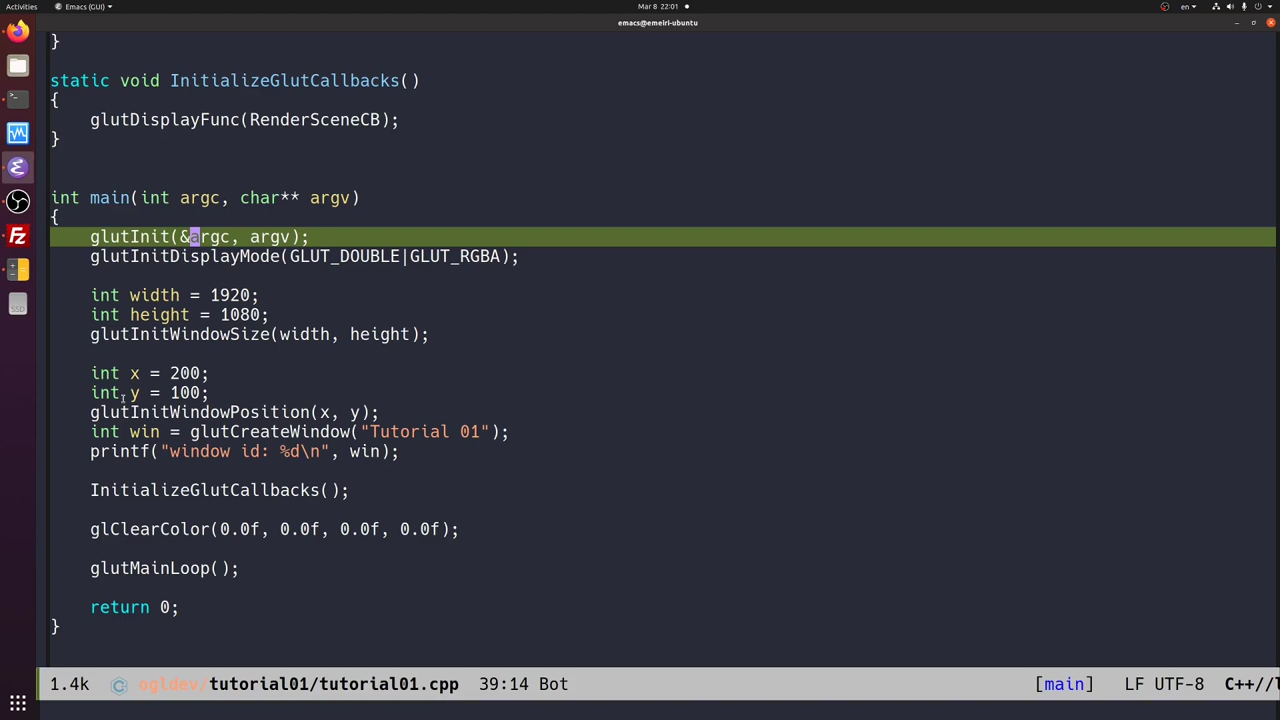 Activities Emacs (GUI) Mar 8 22:01 en
emacs@emeiri-ubuntu
}
static void InitializeGlutCallbacks()
{
    glutDisplayFunc(RenderSceneCB);
}
int main(int argc, char** argv)
{
    glutInit(&argc, argv);
    glutInitDisplayMode(GLUT_DOUBLE|GLUT_RGBA);
    int width = 1920;
    int height = 1080;
    glutInitWindowSize(width, height);
    int x = 200;
    int y = 100;
    glutInitWindowPosition(x, y);
    int win = glutCreateWindow("Tutorial 01");
    printf("window id: %d\n", win);
    InitializeGlutCallbacks();
    glClearColor(0.0f, 0.0f, 0.0f, 0.0f);
    glutMainLoop();
    return 0;
}
1.4k ogldev/tutorial01/tutorial01.cpp 39:14 Bot [main] LF UTF-8 C++//l